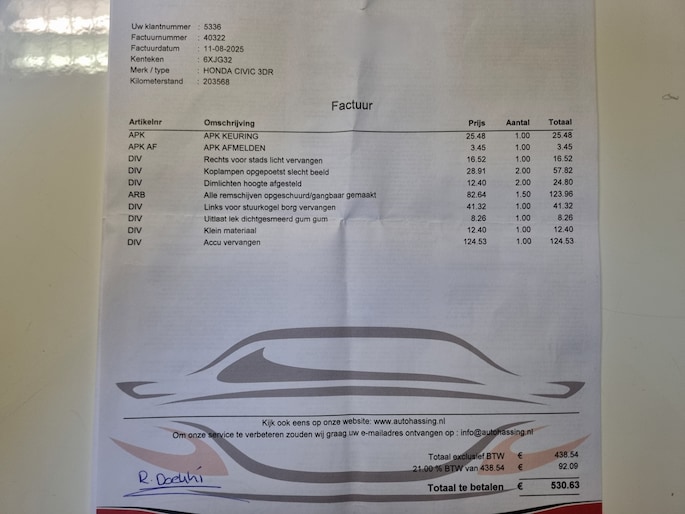 Uw klantnummer : 5336
Factuurnummer : 40322
Factuurdatum : 11-08-2025
Kenteken : 6XJG32
Merk / type : HONDA CIVIC 3DR
Kilometerstand : 203568
Factuur
Artikelnr Omschrijving Prijs Aantal Totaal
APK APK KEURING 25.48 1.00 25.48
APK AF APK AFMELDEN 3.45 1.00 3.45
DIV Rechts voor stads licht vervangen 16.52 1.00 16.52
DIV Koplampen opgepoetst slecht beeld 28.91 2.00 57.82
DIV Dimlichten hoogte afgesteld 12.40 2.00 24.80
ARB Alle remschijven opgeschuurd/gangbaar gemaakt 82.64 1.50 123.96
DIV Links voor stuurkogel borg vervangen 41.32 1.00 41.32
DIV Uitlaat lek dichtgesmeerd gum gum 8.26 1.00 8.26
DIV Klein materiaal 12.40 1.00 12.40
DIV Accu vervangen 124.53 1.00 124.53
Kijk ook eens op onze website: www.autohassing.nl
Om onze service te verbeteren zouden wij graag uw e-mailadres ontvangen op : info@autohassing.nl
Totaal exclusief BTW € 438.54
21.00 % BTW van 438.54 € 92.09
Totaal te betalen € 530.63